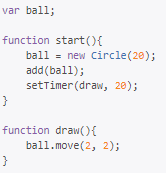 var ball;
function start(){
    ball = new Circle(20);
    add(ball);
    setTimer(draw, 20);
}
function draw(){
    ball.move(2, 2);
}